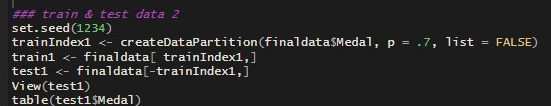 ### train & test data 2
set.seed(1234)
trainIndex1 <- createDataPartition(finaldata$Medal, p = .7, list = FALSE)
train1 <- finaldata[ trainIndex1,]
test1 <- finaldata[-trainIndex1,]
View(test1)
table(test1$Medal)